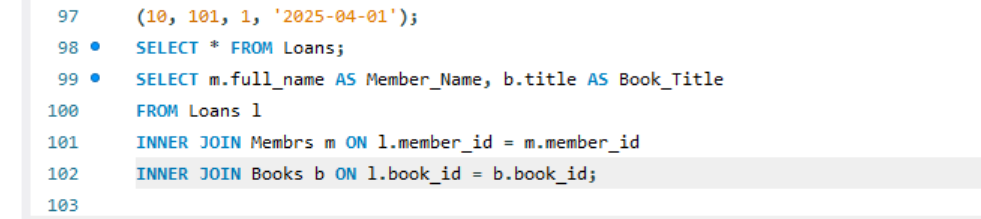 97 (10, 101, 1, '2025-04-01');
98 SELECT * FROM Loans;
99 SELECT m.full_name AS Member_Name, b.title AS Book_Title
100 FROM Loans l
101 INNER JOIN Membrs m ON l.member_id = m.member_id
102 INNER JOIN Books b ON l.book_id = b.book_id;
103